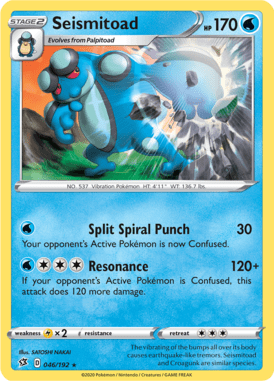 STAGE 2 Seismitoad HP 170
Evolves from Palpitoad
NO. 537 Vibration Pokémon HT: 4'11" WT: 136.7 lbs.
Split Spiral Punch 30
Your opponent's Active Pokémon is now Confused.
Resonance 120+
If your opponent's Active Pokémon is Confused, this
attack does 120 more damage.
weakness ×2 resistance retreat
Illus. SATOSHI NAKAI
D 046/192 ★
The vibrating of the bumps all over its body
causes earthquake-like tremors. Seismitoad
and Croagunk are similar species.
©2020 Pokémon / Nintendo / Creatures / GAME FREAK